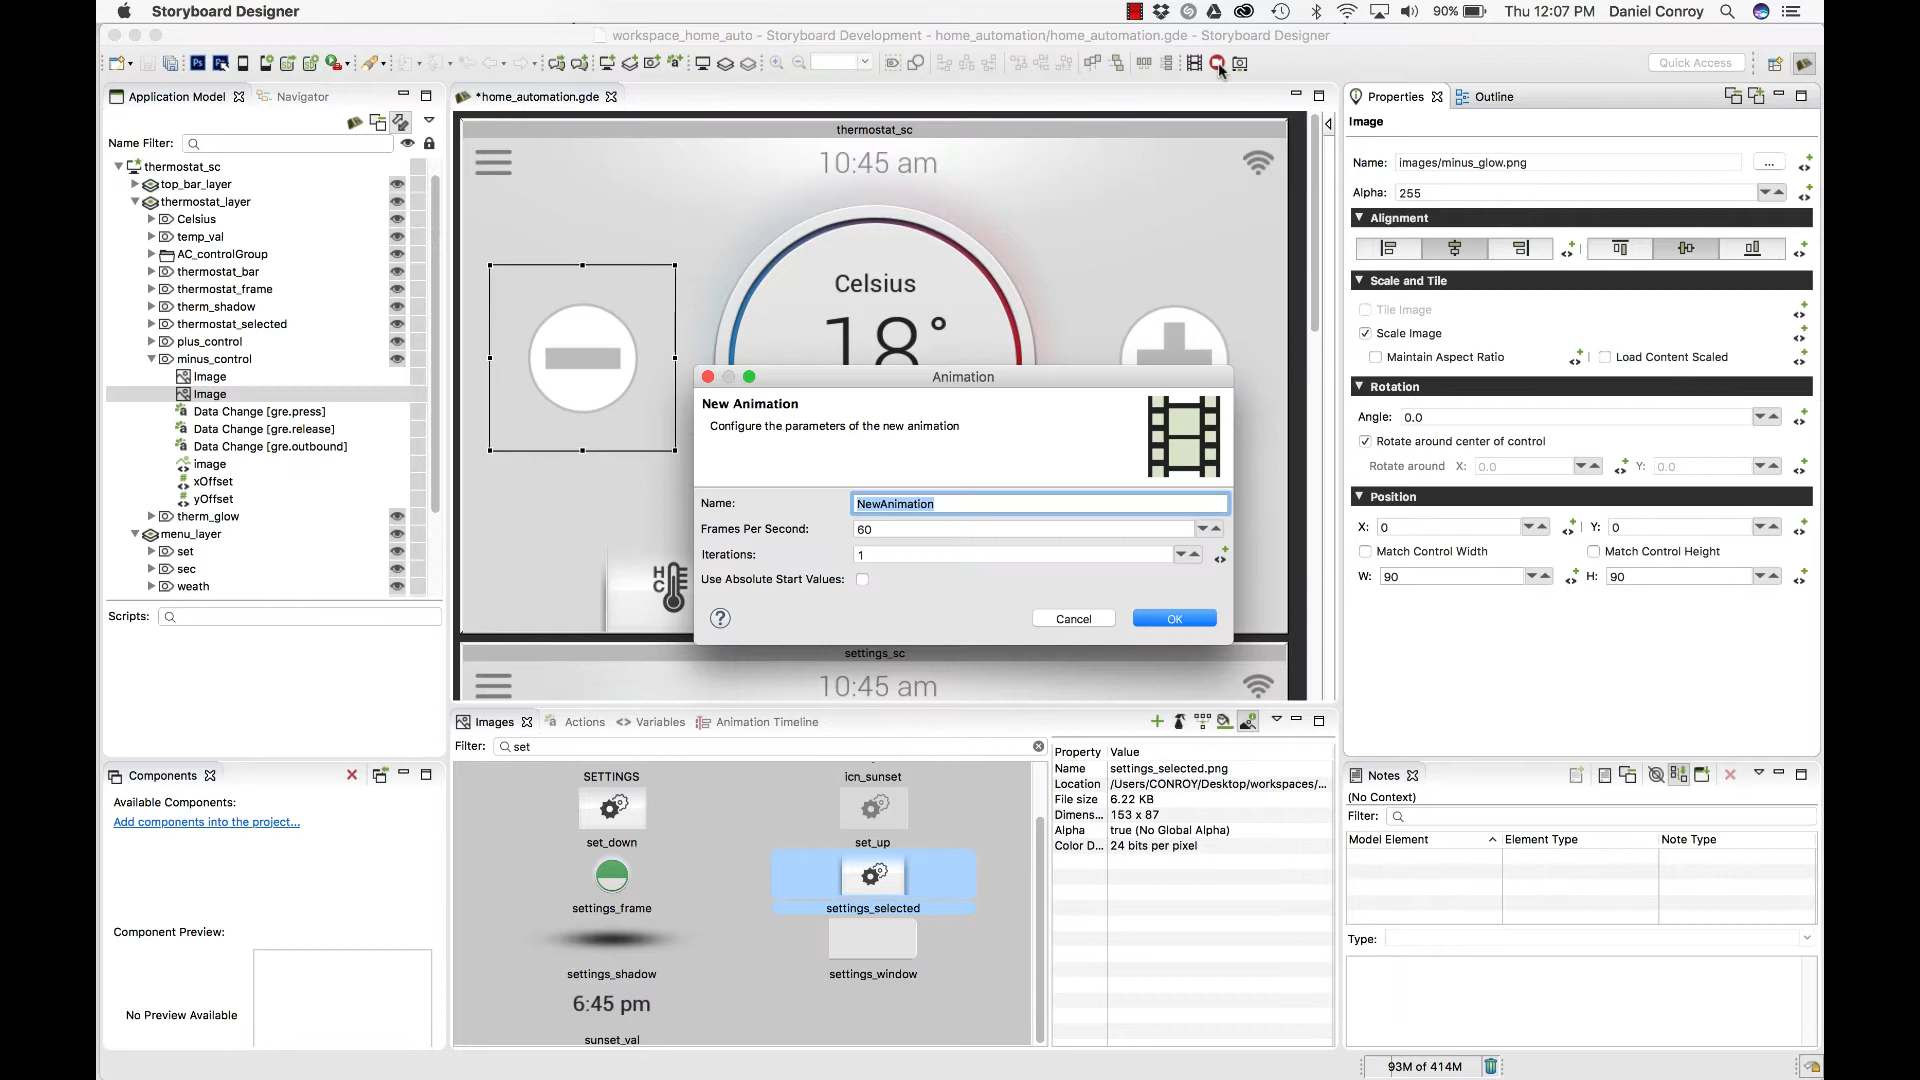 Storyboard Designer
90%
Thu 12:07 PM
Daniel Conroy
workspace_home_auto - Storyboard Development - home_automation/home_automation.gde - Storyboard Designer
Quick Access
Application Model
Navigator
Name Filter:
thermostat_sc
top_bar_layer
thermostat_layer
Celsius
temp_val
AC_controlGroup
thermostat_bar
thermostat_frame
therm_shadow
thermostat_selected
plus_control
minus_control
Image
Image
Data Change [gre.press]
Data Change [gre.release]
Data Change [gre.outbound]
image
xOffset
yOffset
therm_glow
menu_layer
set
sec
weath
Scripts:
Components
Available Components:
Add components into the project...
Component Preview:
No Preview Available
*home_automation.gde
thermostat_sc
10:45 am
Celsius
18°
H
C
settings_sc
10:45 am
Animation
New Animation
Configure the parameters of the new animation
Name:
NewAnimation
Frames Per Second:
60
Iterations:
1
Use Absolute Start Values:
?
Cancel
OK
Images
Actions
Variables
Animation Timeline
Filter:
set
SETTINGS
icn_sunset
set_down
set_up
settings_frame
settings_selected
settings_shadow
settings_window
6:45 pm
sunset_val
Property Value
Name settings_selected.png
Location /Users/CONROY/Desktop/workspaces/...
File size 6.22 KB
Dimens... 153 x 87
Alpha true (No Global Alpha)
Color D... 24 bits per pixel
Properties
Outline
Image
Name: images/minus_glow.png
...
Alpha: 255
Alignment
Scale and Tile
Tile Image
Scale Image
Maintain Aspect Ratio
Load Content Scaled
Rotation
Angle: 0.0
Rotate around center of control
Rotate around X: 0.0 Y: 0.0
Position
X: 0 Y: 0
Match Control Width
Match Control Height
W: 90 H: 90
Notes
(No Context)
Filter:
Model Element
Element Type
Note Type
Type:
93M of 414M